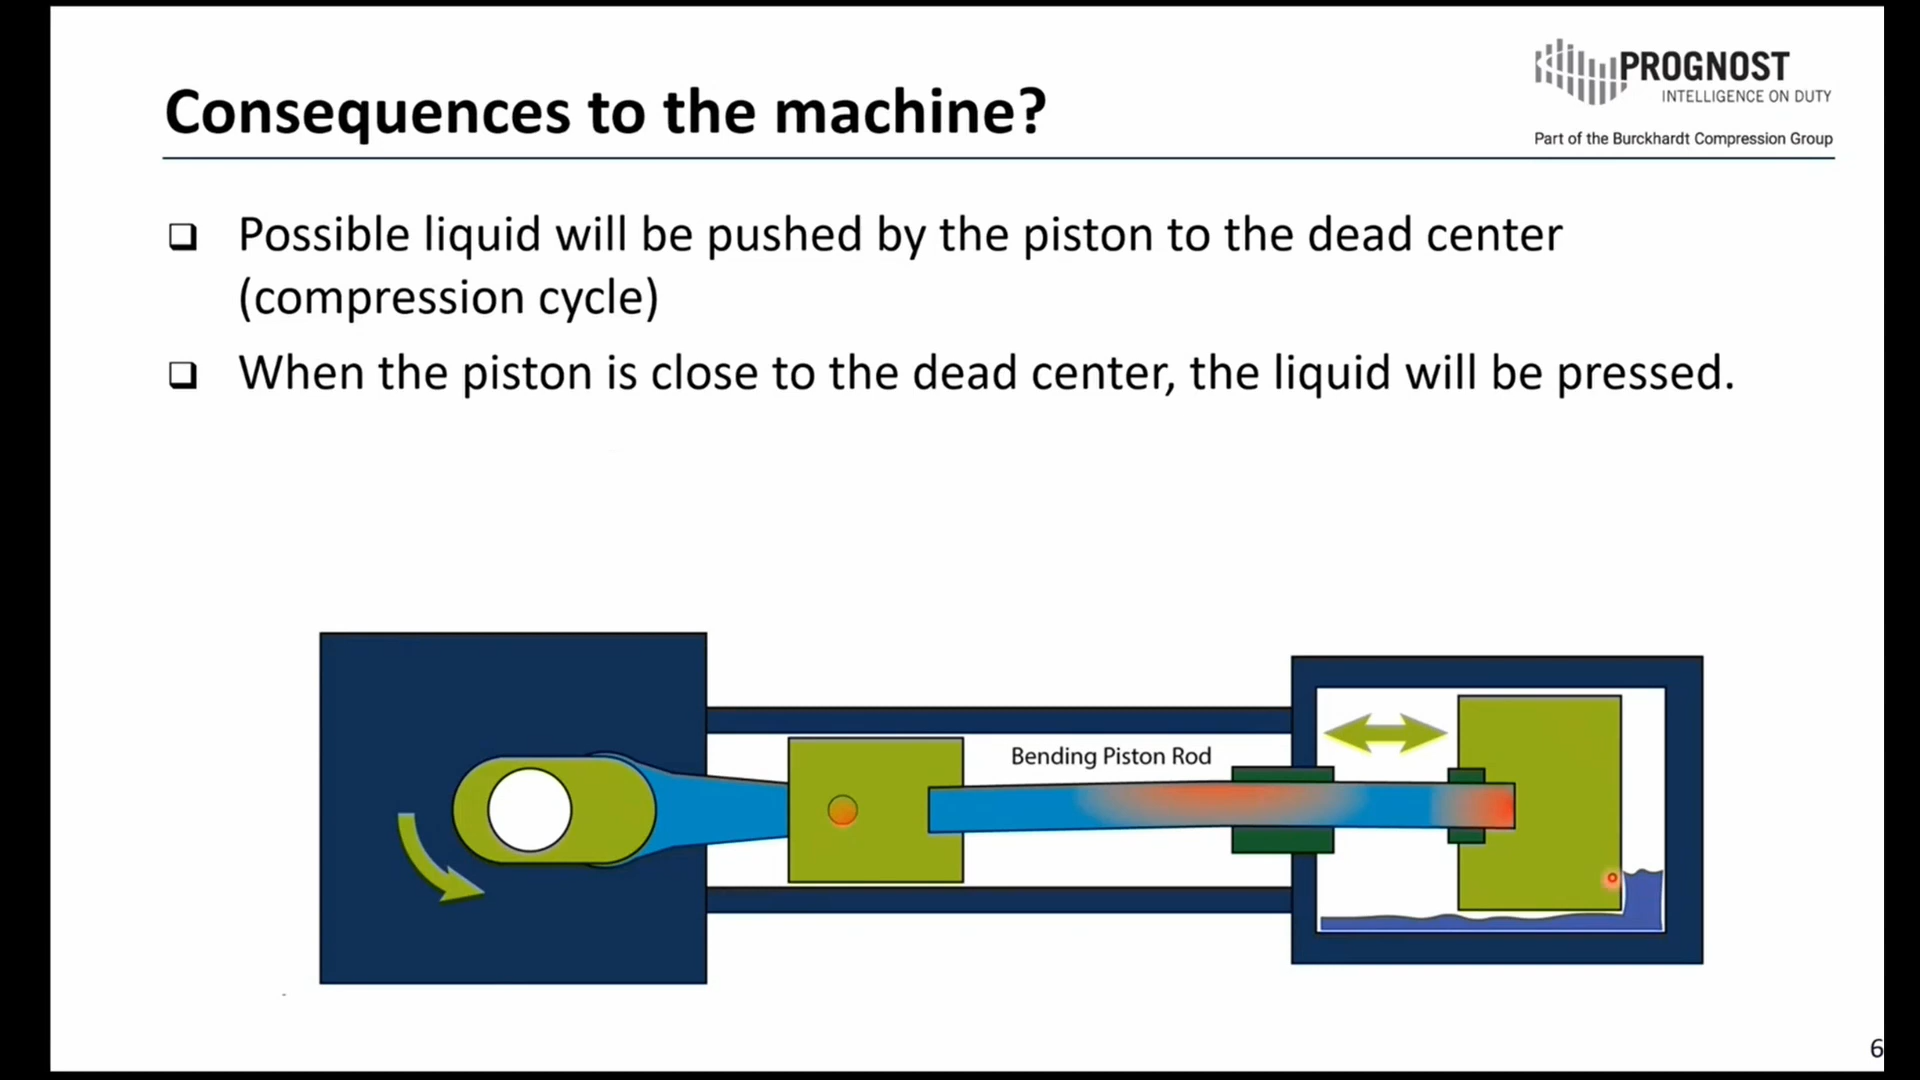 PROGNOST
INTELLIGENCE ON DUTY
Part of the Burckhardt Compression Group
Consequences to the machine?
Possible liquid will be pushed by the piston to the dead center
(compression cycle)
When the piston is close to the dead center, the liquid will be pressed.
Bending Piston Rod
6